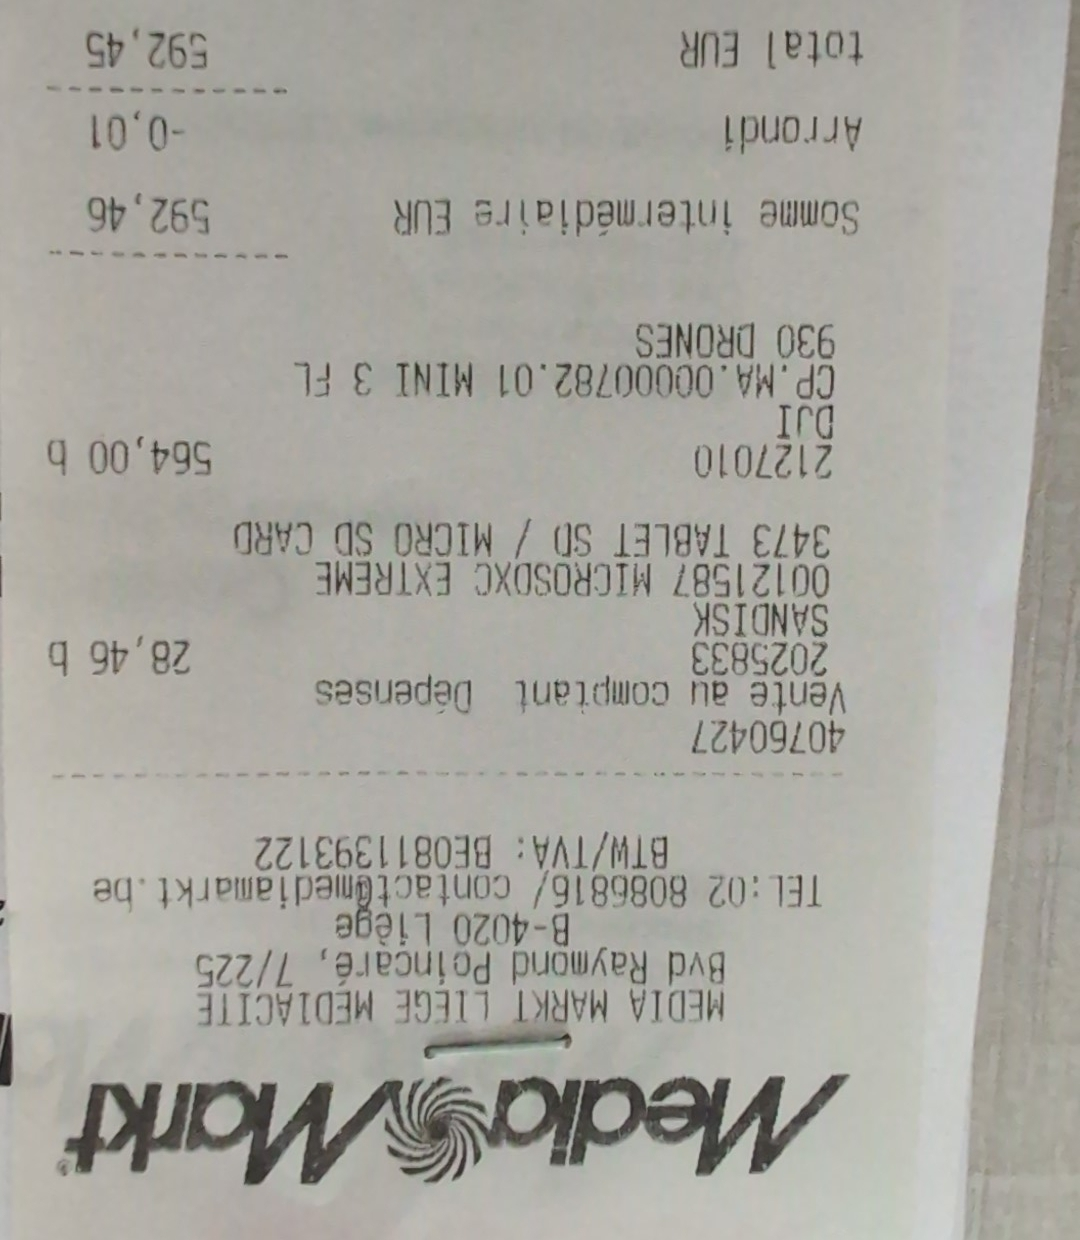 Media Markt®
MEDIA MARKT LIEGE MEDIACITE
Bvd Raymond Poincaré, 7/225
B-4020 Liège
TEL:02 8086816/ contact@mediamarkt.be
BTW/TVA: BE0811393122
40760427
Vente au comptant Dépenses
2025833 28,46 b
SANDISK
00121587 MICROSDXC EXTREME
3473 TABLET SD / MICRO SD CARD
2127010 564,00 b
DJI
CP.MA.00000782.01 MINI 3 FL
930 DRONES
Somme intermédiaire EUR 592,46
Arrondi -0,01
total EUR 592,45